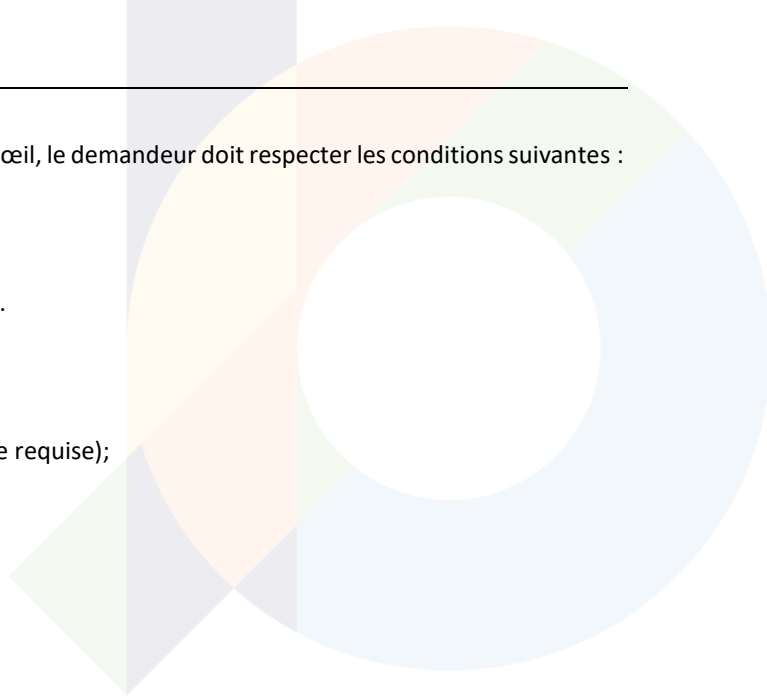 œil, le demandeur doit respecter les conditions suivantes :
.
e requise);